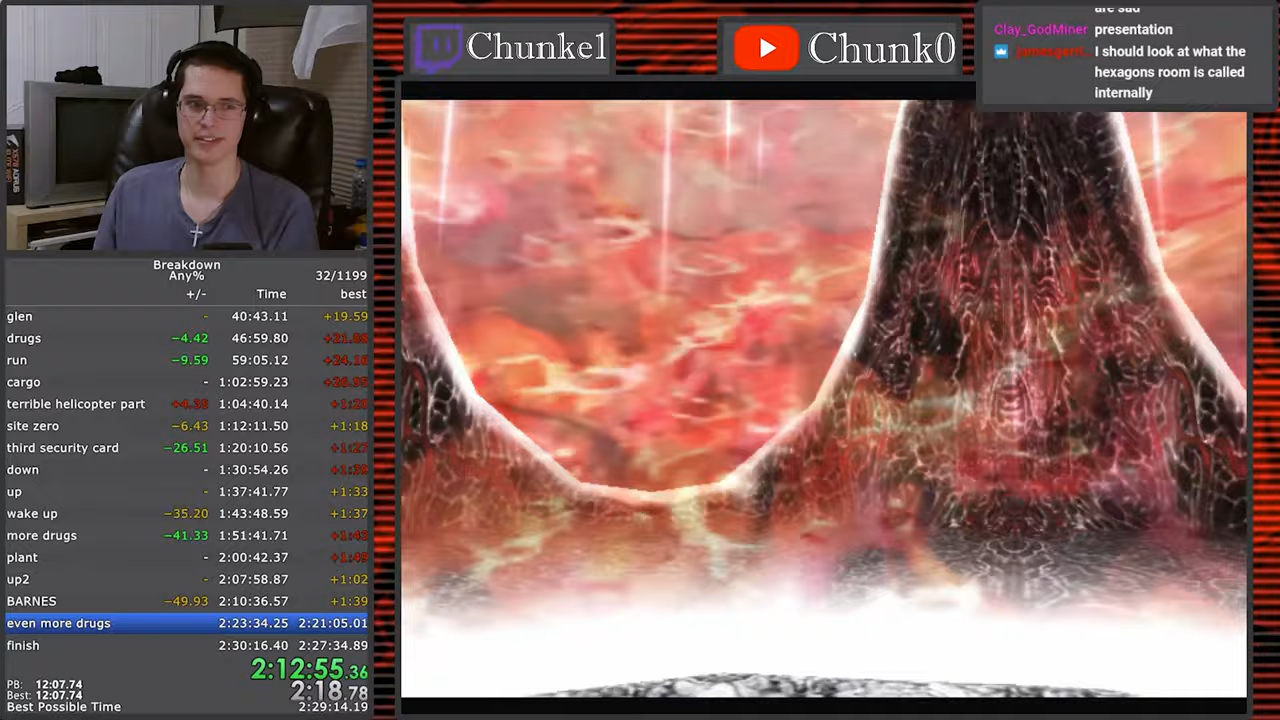 Chunke1
Chunk0
are sad
Clay_GodMiner presentation
I should look at what the
hexagons room is called
internally
Breakdown
Any% 32/1199
+/- Time best
glen - 40:43.11 +19.59
drugs −4.42 46:59.80
run −9.59 59:05.12
cargo - 1:02:59.23
terrible helicopter part 1:04:40.14
site zero −6.43 1:12:11.50 +1:18
third security card −26.51 1:20:10.56
down - 1:30:54.26
up - 1:37:41.77 +1:33
wake up −35.20 1:43:48.59 +1:37
more drugs −41.33 1:51:41.71
plant - 2:00:42.37
up2 - 2:07:58.87 +1:02
BARNES −49.93 2:10:36.57 +1:39
even more drugs 2:23:34.25 2:21:05.01
finish 2:30:16.40 2:27:34.89
2:12:55.36
PB: 12:07.74 2:18.78
Best: 12:07.74
Best Possible Time 2:29:14.19